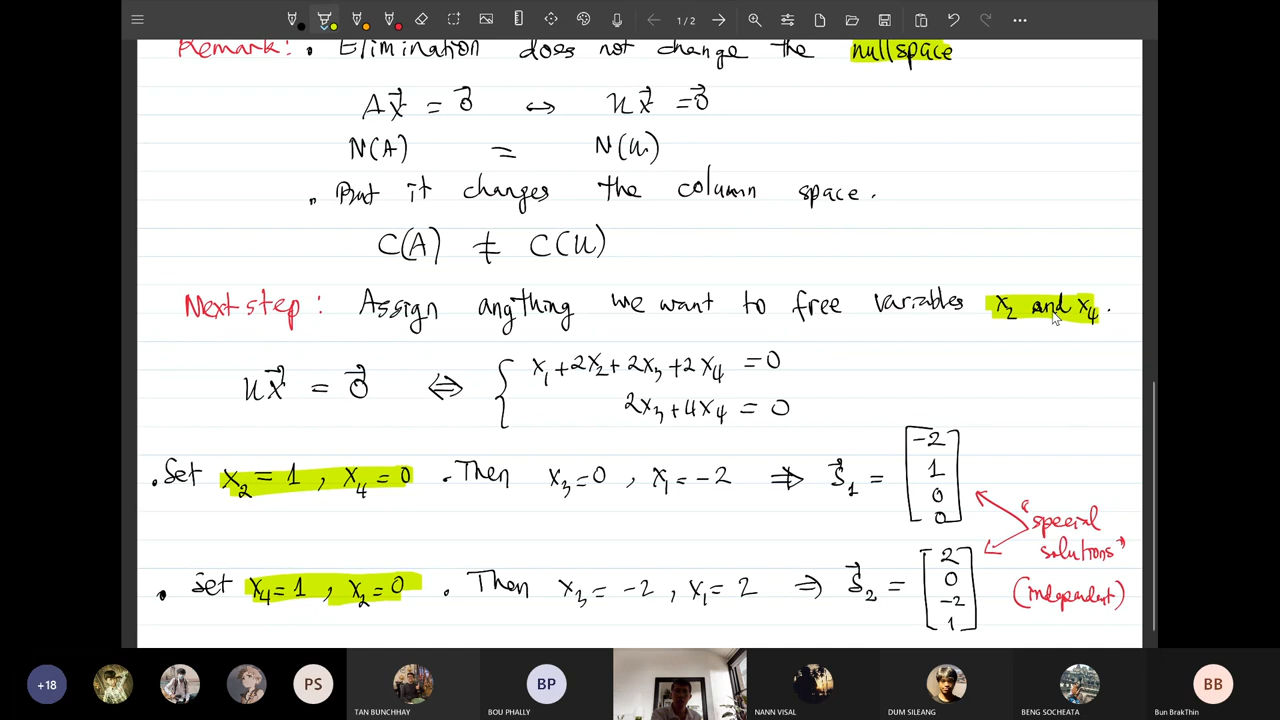 1/2
Remark: . Elimination does not change the nullspace
Ax⃗ = 0⃗ ↔ Ux⃗ = 0⃗
N(A) = N(U)
. But it changes the column space.
C(A) ≠ C(U)
Next step: Assign anything we want to free variables x₂ and x₄.
Ux⃗ = 0⃗ ⇔ { x₁+2x₂+2x₃+2x₄ = 0
2x₃+4x₄ = 0
. Set x₂ = 1 , x₄ = 0 . Then x₃=0 , x₁=-2 ⇒ s⃗₁ = [-2
1
0
0]
"special
solutions"
(independent)
. Set x₄=1 , x₂=0 . Then x₃=-2 , x₁=2 ⇒ s⃗₂ = [2
0
-2
1]
+18
PS
BP
BB
TAN BUNCHHAY
BOU PHALLY
NANN VISAL
DUM SILEANG
BENG SOCHEATA
Bun BrakThin